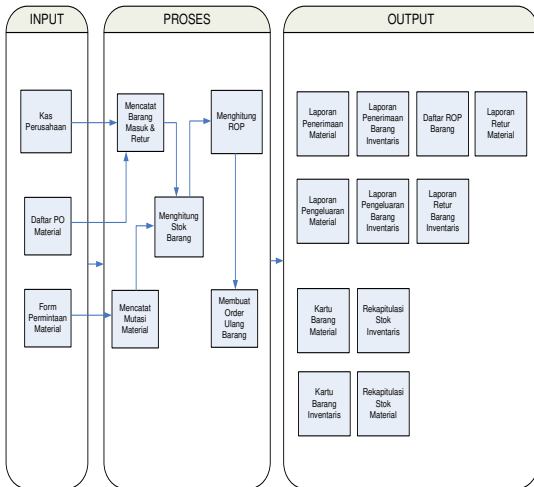 INPUT
PROSES
OUTPUT
Kas
Perusahaan
Daftar PO
Material
Form
Permintaan
Material
Mencatat
Barang
Masuk &
Retur
Menghitung
ROP
Menghitung
Stok
Barang
Mencatat
Mutasi
Material
Membuat
Order
Ulang
Barang
Laporan
Penerimaan
Material
Laporan
Penerimaan
Barang
Inventaris
Daftar ROP
Barang
Laporan
Retur
Material
Laporan
Pengeluaran
Material
Laporan
Pengeluaran
Barang
Inventaris
Laporan
Retur
Barang
Inventaris
Kartu
Barang
Material
Rekapitulasi
Stok
Inventaris
Kartu
Barang
Inventaris
Rekapitulasi
Stok
Material